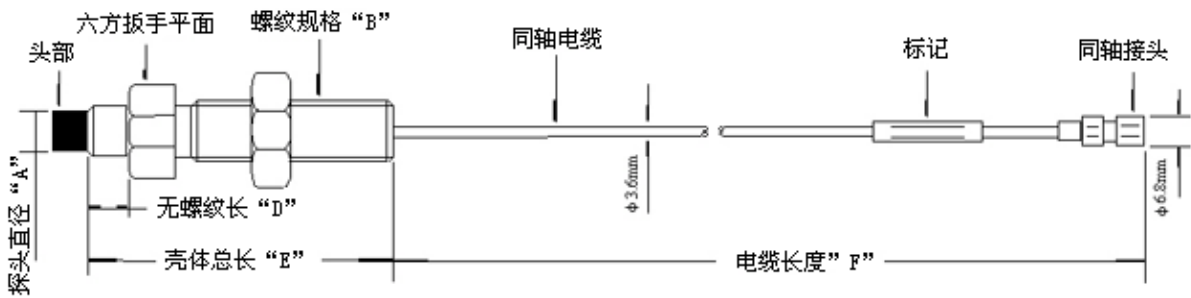 头部
六方扳手平面
螺纹规格“B”
同轴电缆
标记
同轴接头
探头直径“A”
无螺纹长“D”
壳体总长“E”
φ3.6mm
φ6.8mm
电缆长度”F”